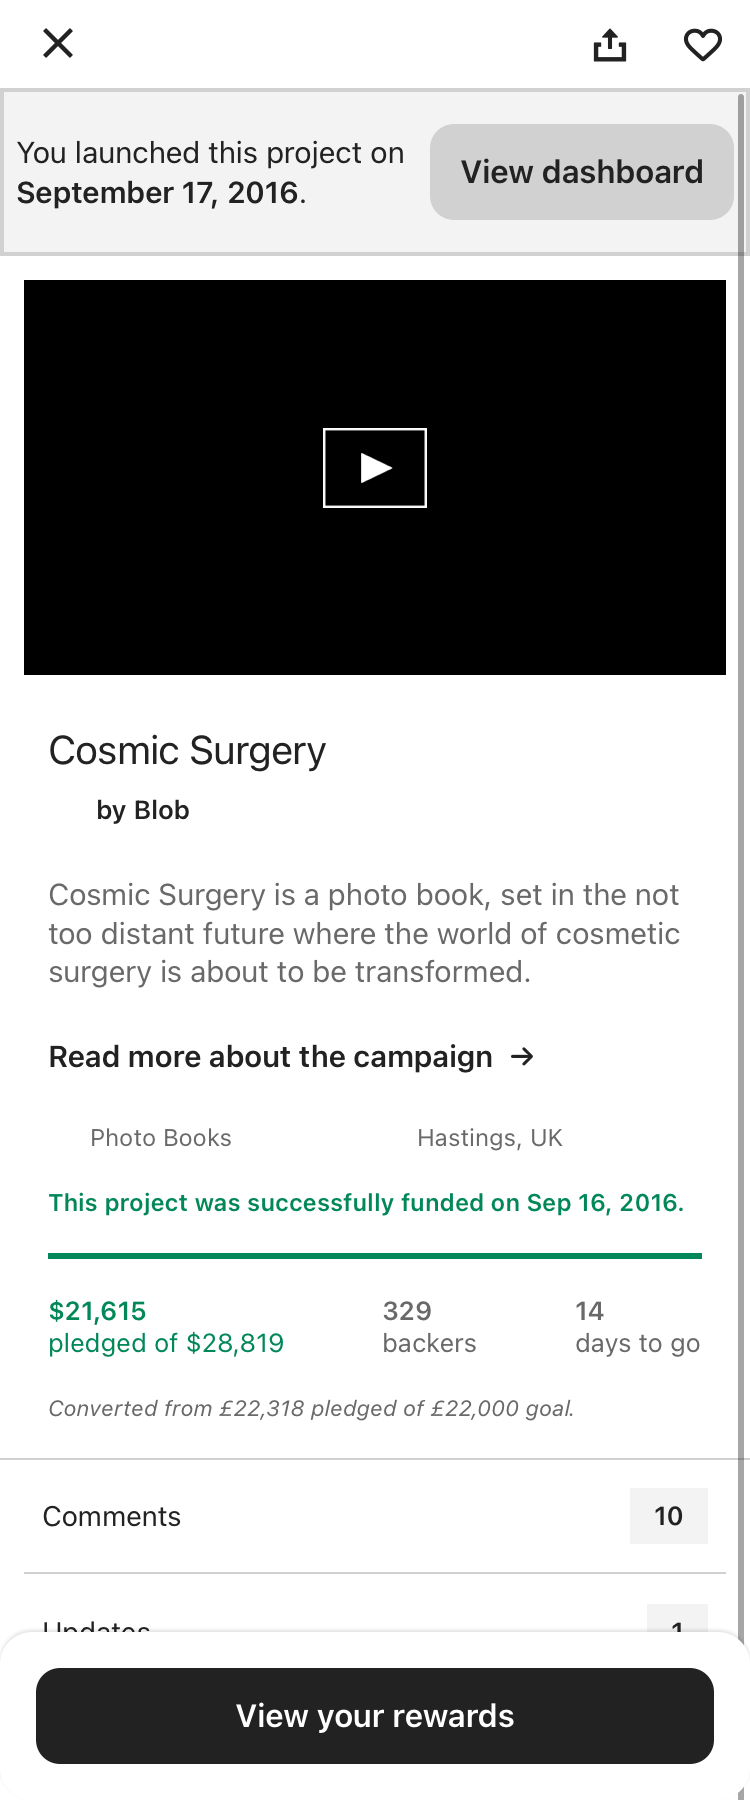 You launched this project on
September 17, 2016.
View dashboard
Cosmic Surgery
by Blob
Cosmic Surgery is a photo book, set in the not
too distant future where the world of cosmetic
surgery is about to be transformed.
Read more about the campaign →
Photo Books
Hastings, UK
This project was successfully funded on Sep 16, 2016.
$21,615
pledged of $28,819
329
backers
14
days to go
Converted from £22,318 pledged of £22,000 goal.
Comments
10
Updates
1
View your rewards